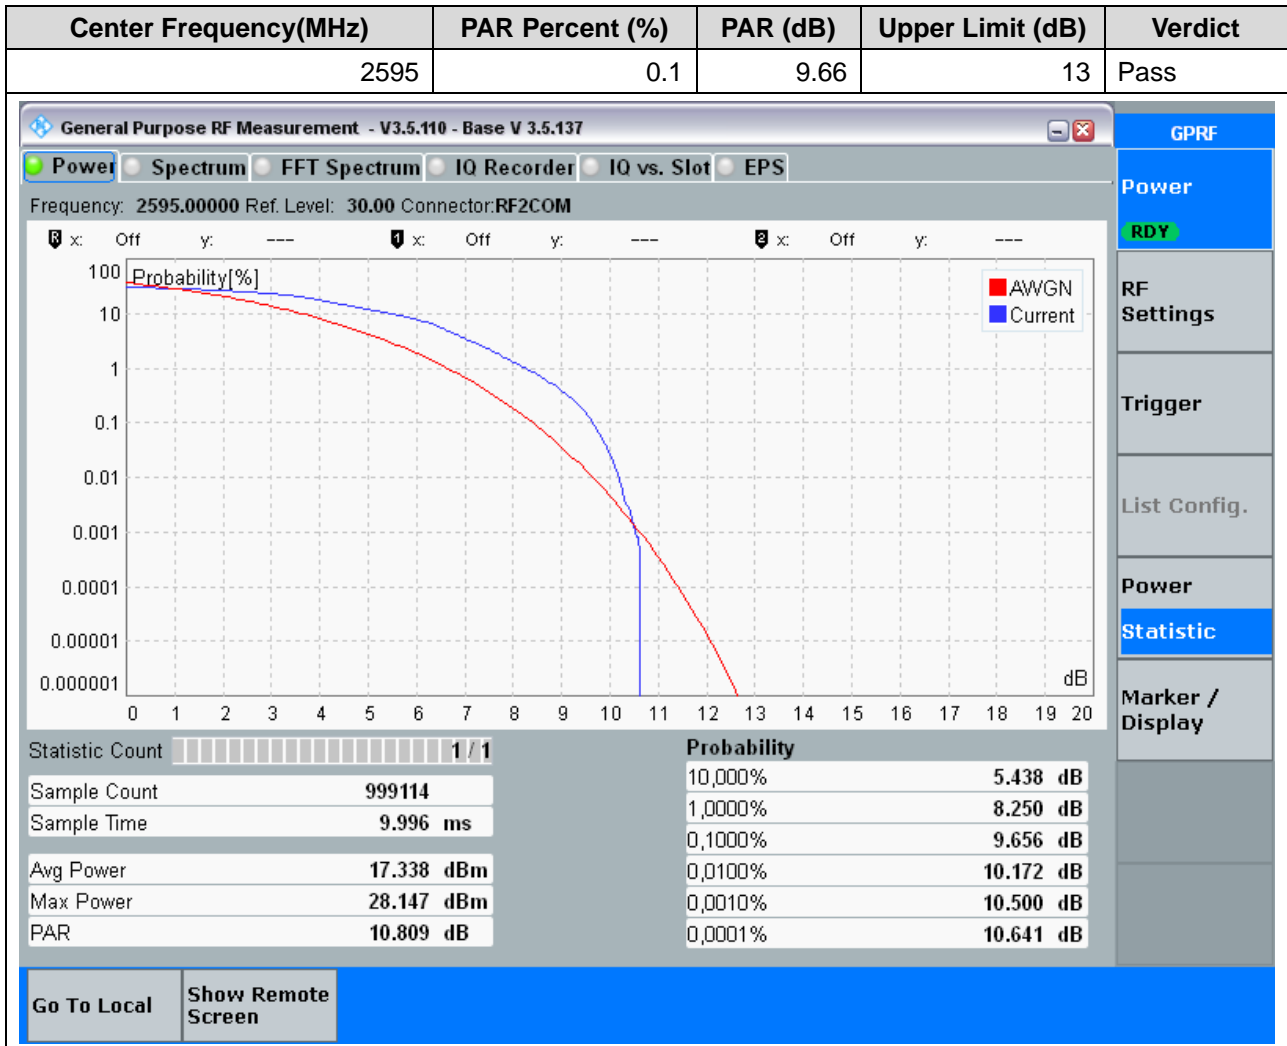 Center Frequency(MHz) PAR Percent (%) PAR (dB) Upper Limit (dB) Verdict
2595 0.1 9.66 13 Pass
General Purpose RF Measurement - V3.5.110 - Base V 3.5.137
GPRF
Power Spectrum FFT Spectrum IQ Recorder IQ vs. Slot EPS
Power
RDY
Frequency: 2595.00000 Ref. Level: 30.00 Connector:RF2COM
R x: Off y: --- 1 x: Off y: --- 2 x: Off y: ---
Probability[%]
AWGN
Current
100
10
1
0.1
0.01
0.001
0.0001
0.00001
0.000001
dB
0 1 2 3 4 5 6 7 8 9 10 11 12 13 14 15 16 17 18 19 20
RF
Settings
Trigger
List Config.
Power
Statistic
Marker /
Display
Statistic Count 1 / 1
Sample Count 999114
Sample Time 9.996 ms
Avg Power 17.338 dBm
Max Power 28.147 dBm
PAR 10.809 dB
Probability
10,000% 5.438 dB
1,0000% 8.250 dB
0,1000% 9.656 dB
0,0100% 10.172 dB
0,0010% 10.500 dB
0,0001% 10.641 dB
Go To Local
Show Remote
Screen